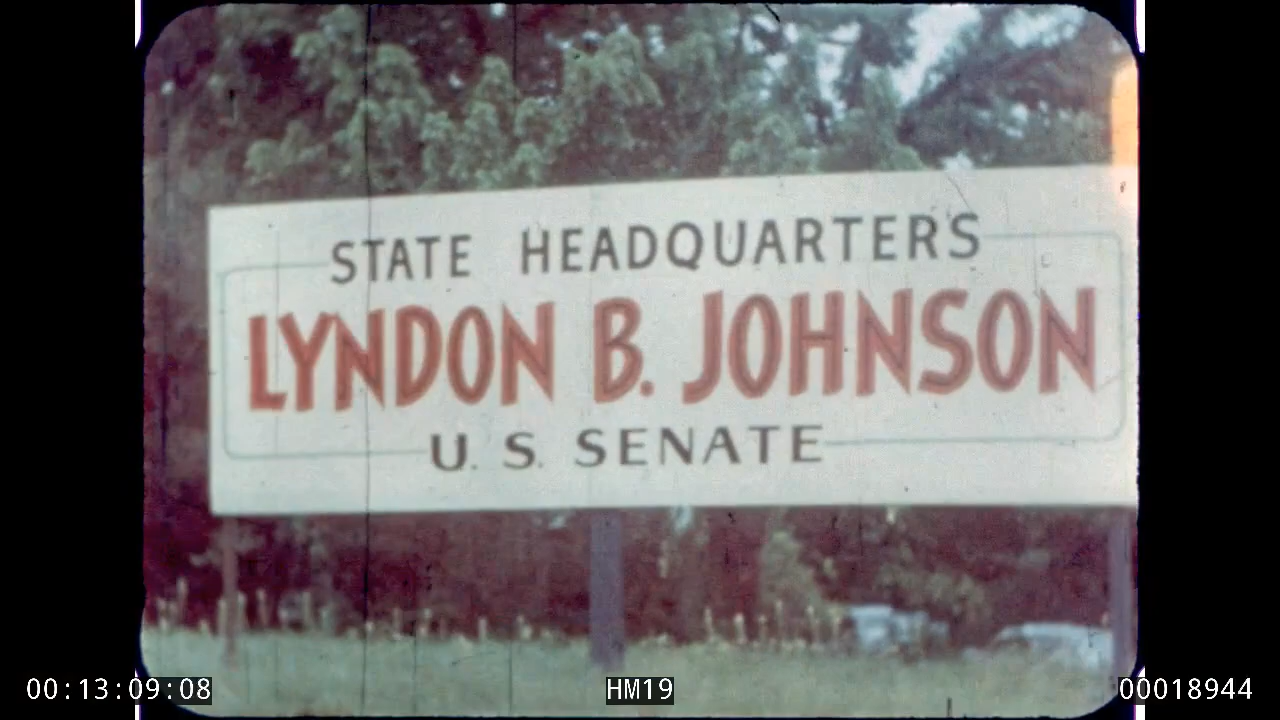 STATE HEADQUARTERS
LYNDON B. JOHNSON
U. S. SENATE
00:13:09:08
HM19
00018944